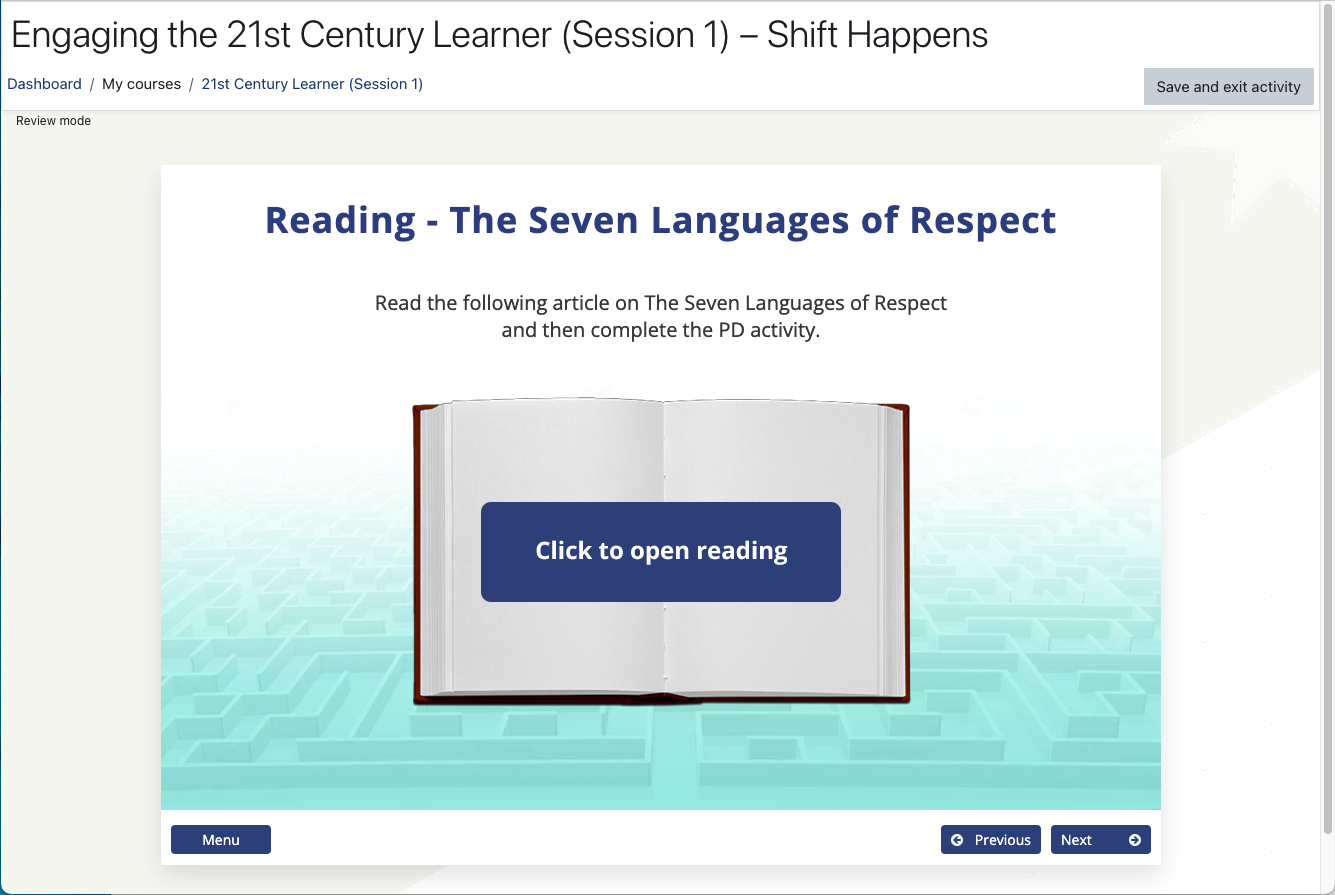 Engaging the 21st Century Learner (Session 1) – Shift Happens
Dashboard / My courses / 21st Century Learner (Session 1)
Save and exit activity
Review mode
Reading - The Seven Languages of Respect
Read the following article on The Seven Languages of Respect
and then complete the PD activity.
Click to open reading
Menu
Previous
Next